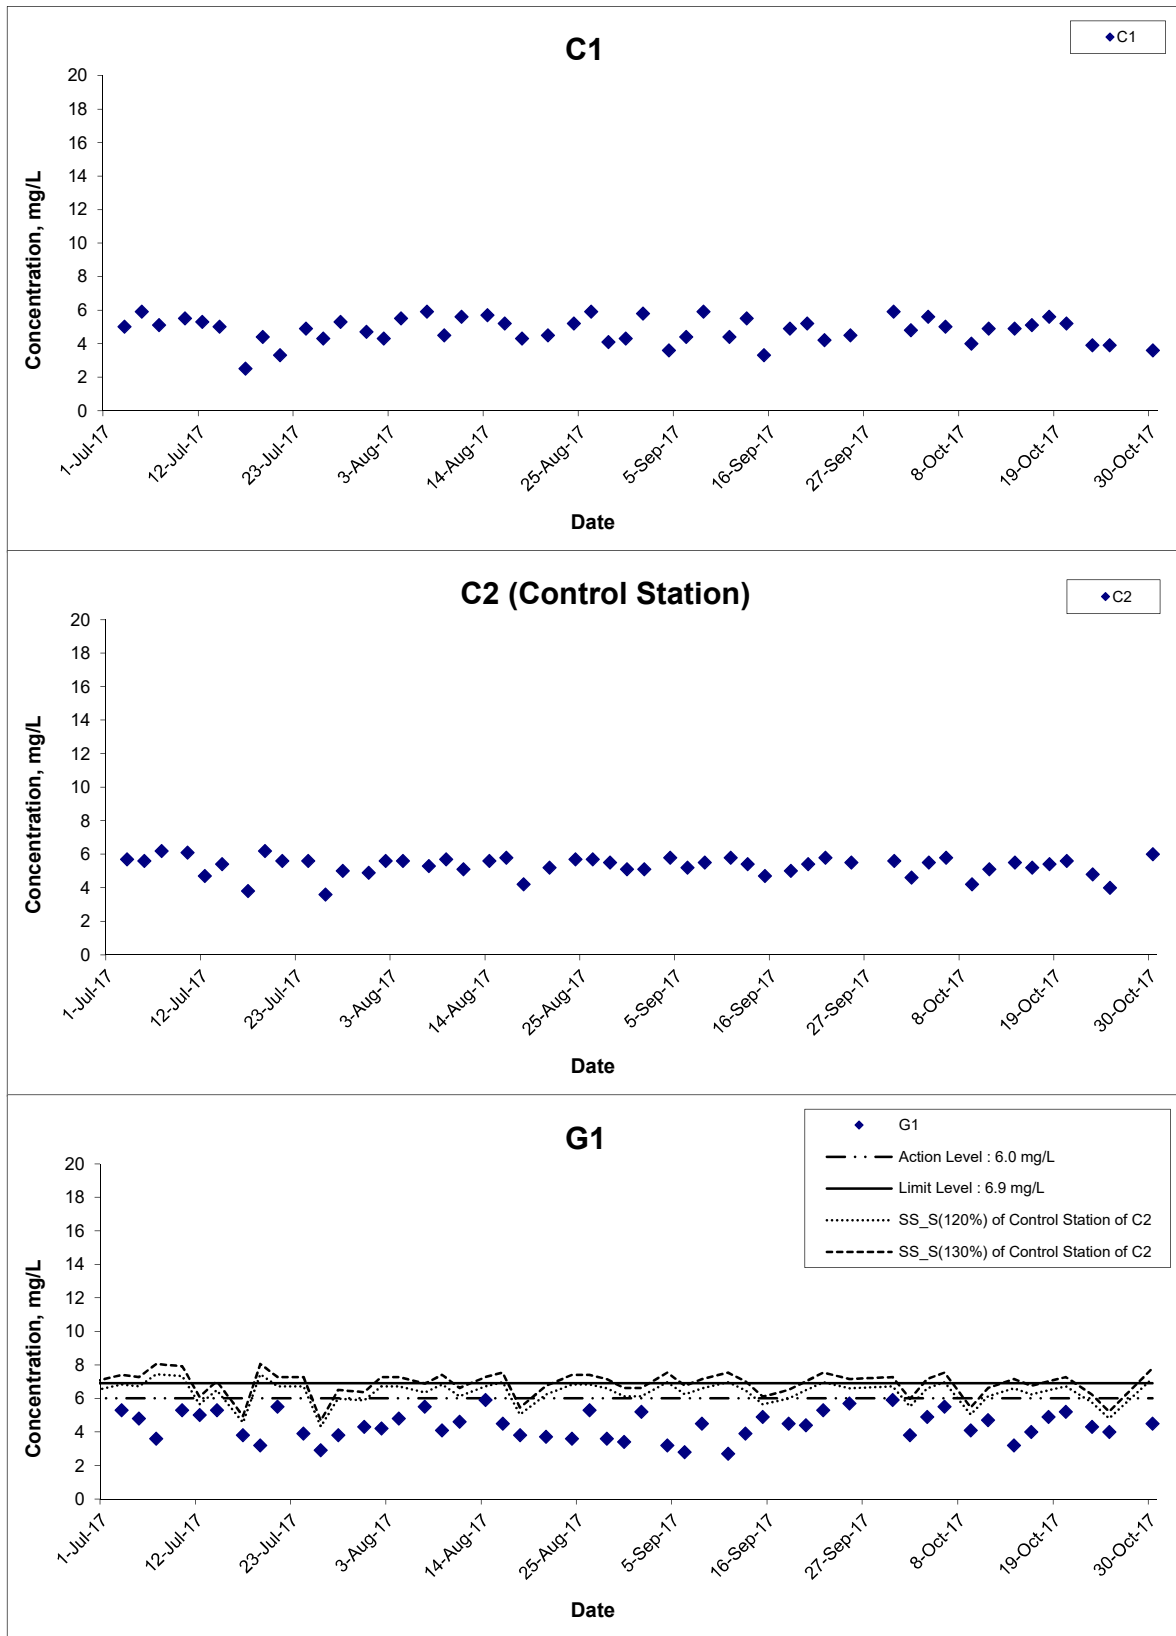 C1
C1
20
18
16
14
12
10
8
6
4
2
0
Concentration, mg/L
1-Jul-17
12-Jul-17
23-Jul-17
3-Aug-17
14-Aug-17
25-Aug-17
5-Sep-17
16-Sep-17
27-Sep-17
8-Oct-17
19-Oct-17
30-Oct-17
Date
C2 (Control Station)
C2
20
18
16
14
12
10
8
6
4
2
0
Concentration, mg/L
1-Jul-17
12-Jul-17
23-Jul-17
3-Aug-17
14-Aug-17
25-Aug-17
5-Sep-17
16-Sep-17
27-Sep-17
8-Oct-17
19-Oct-17
30-Oct-17
Date
G1
G1
Action Level : 6.0 mg/L
Limit Level : 6.9 mg/L
SS_S(120%) of Control Station of C2
SS_S(130%) of Control Station of C2
20
18
16
14
12
10
8
6
4
2
0
Concentration, mg/L
1-Jul-17
12-Jul-17
23-Jul-17
3-Aug-17
14-Aug-17
25-Aug-17
5-Sep-17
16-Sep-17
27-Sep-17
8-Oct-17
19-Oct-17
30-Oct-17
Date